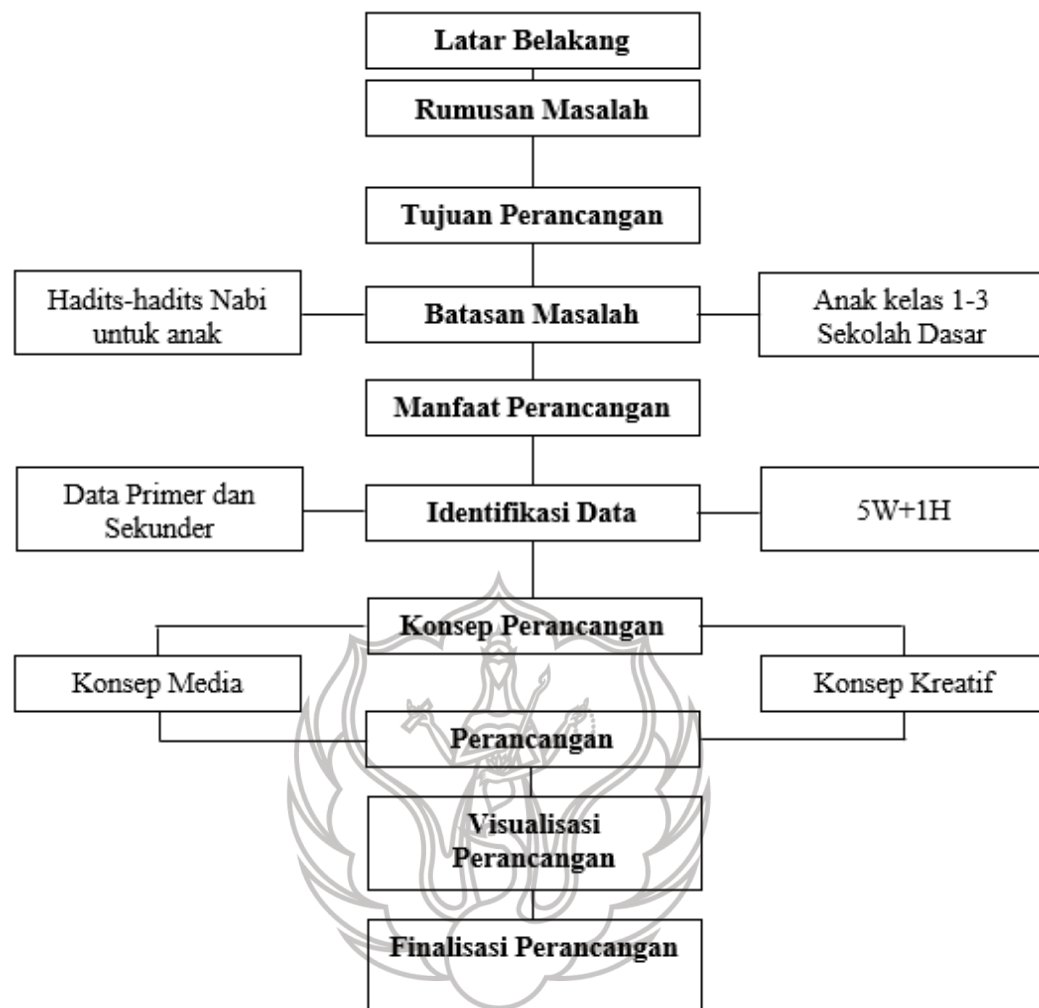 Latar Belakang
Rumusan Masalah
Tujuan Perancangan
Hadits-hadits Nabi
untuk anak
Batasan Masalah
Anak kelas 1-3
Sekolah Dasar
Manfaat Perancangan
Data Primer dan
Sekunder
Identifikasi Data
5W+1H
Konsep Perancangan
Konsep Media
Konsep Kreatif
Perancangan
Visualisasi
Perancangan
Finalisasi Perancangan